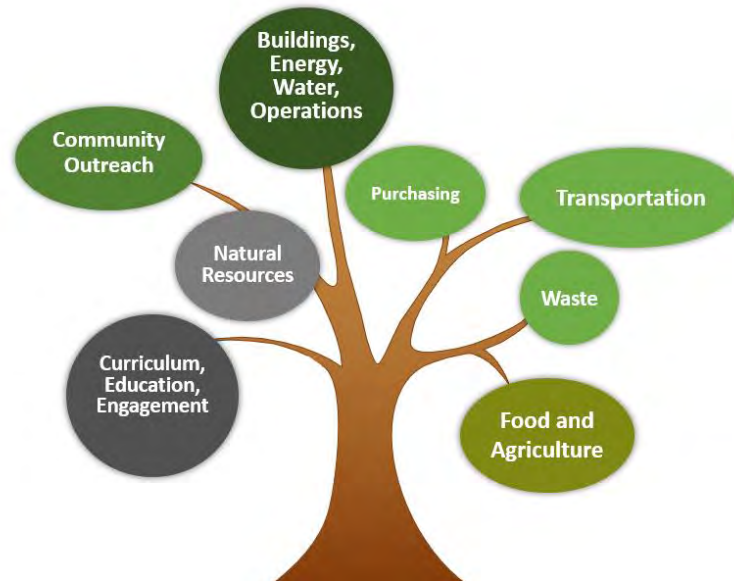 Buildings,
Energy,
Water,
Operations
Community
Outreach
Purchasing
Transportation
Natural
Resources
Waste
Curriculum,
Education,
Engagement
Food and
Agriculture